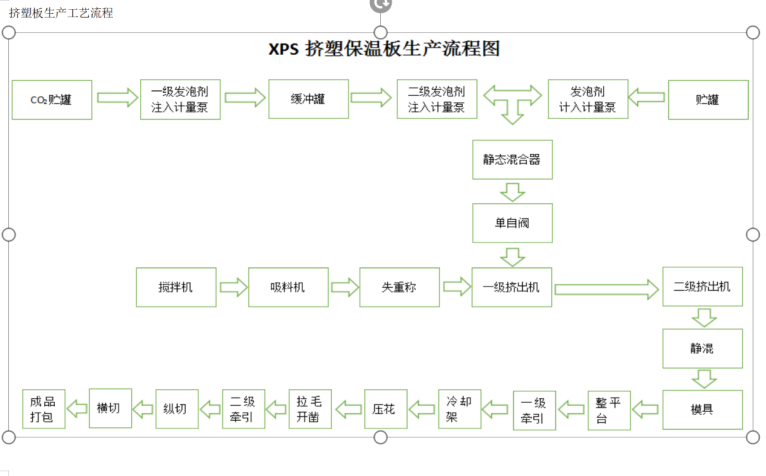 挤塑板生产工艺流程
XPS 挤塑保温板生产流程图
CO₂贮罐
一级发泡剂
注入计量泵
缓冲罐
二级发泡剂
注入计量泵
发泡剂
计入计量泵
贮罐
静态混合器
单自阀
搅拌机
吸料机
失重称
一级挤出机
二级挤出机
静混
成品
打包
横切
纵切
二级
牵引
拉毛
开凿
压花
冷却
架
一级
牵引
整平
台
模具